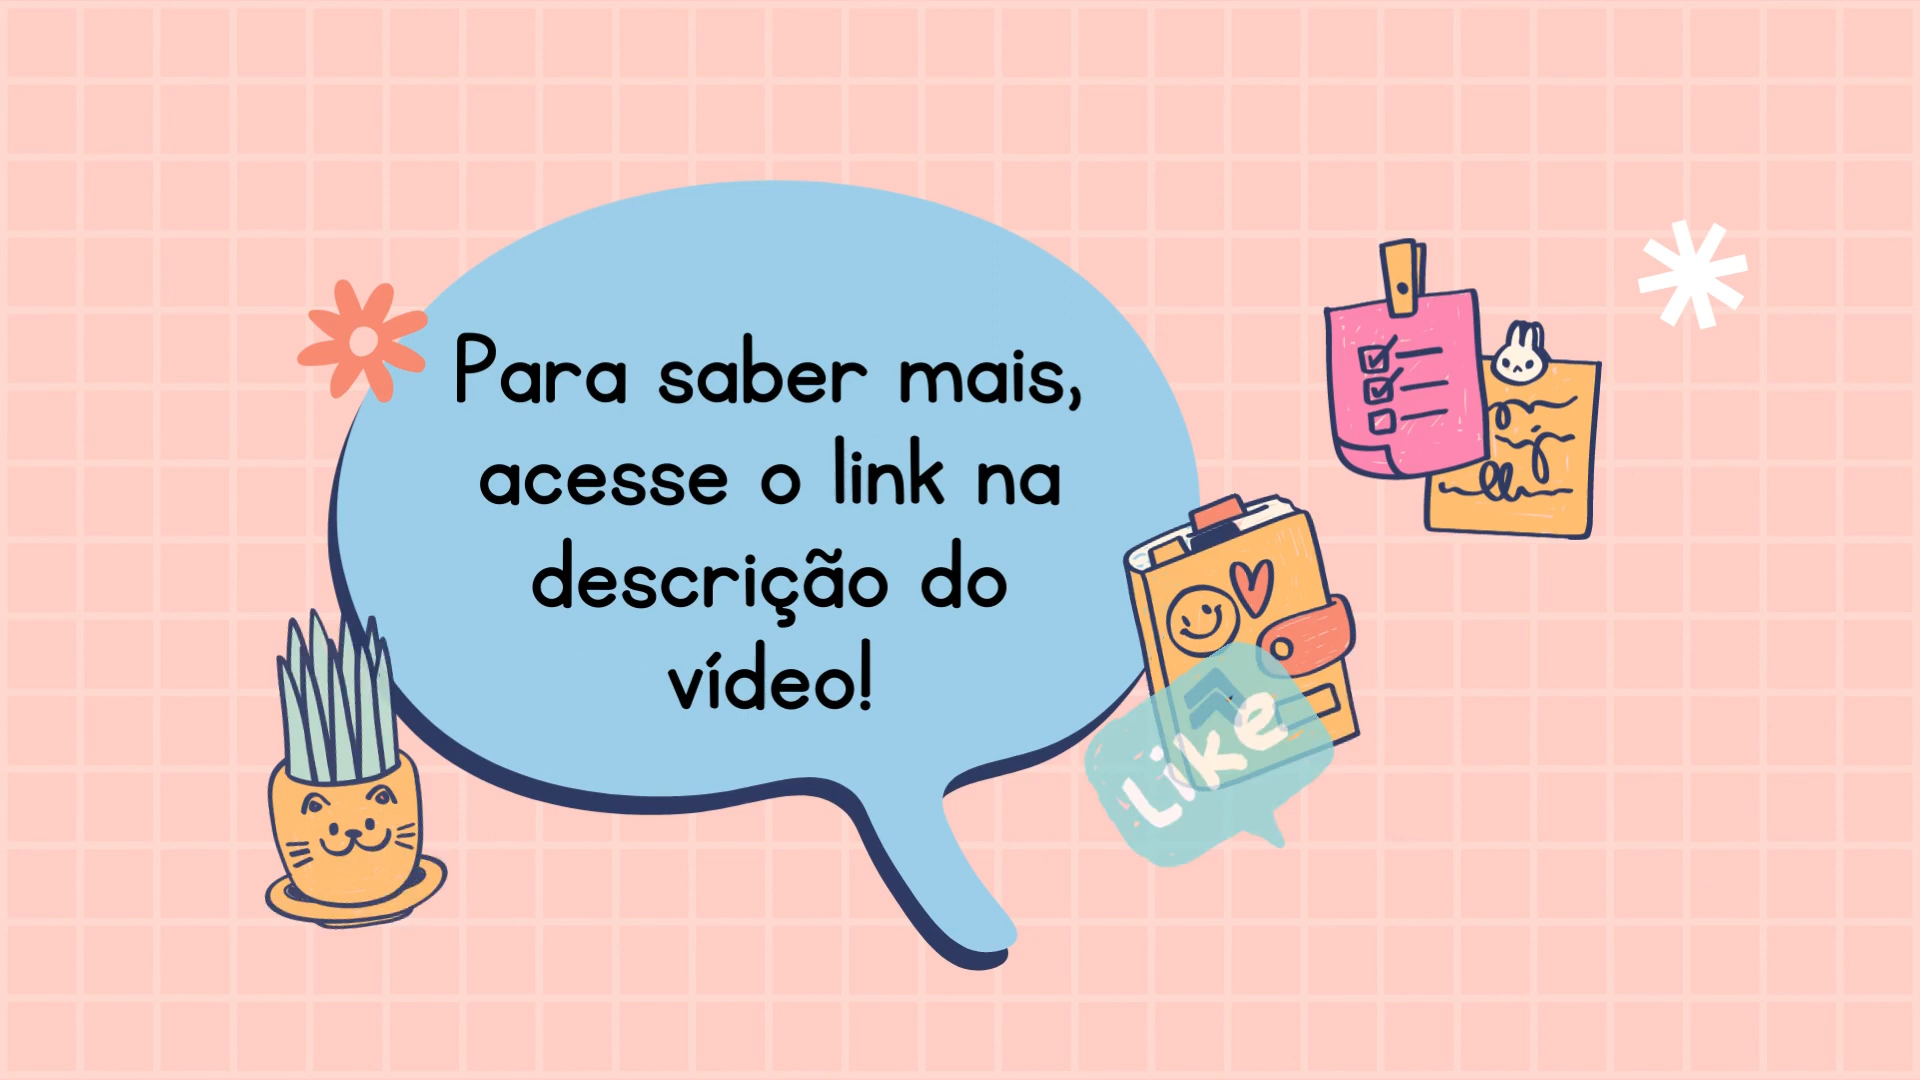 Para saber mais,
acesse o link na
descrição do
vídeo!
Like